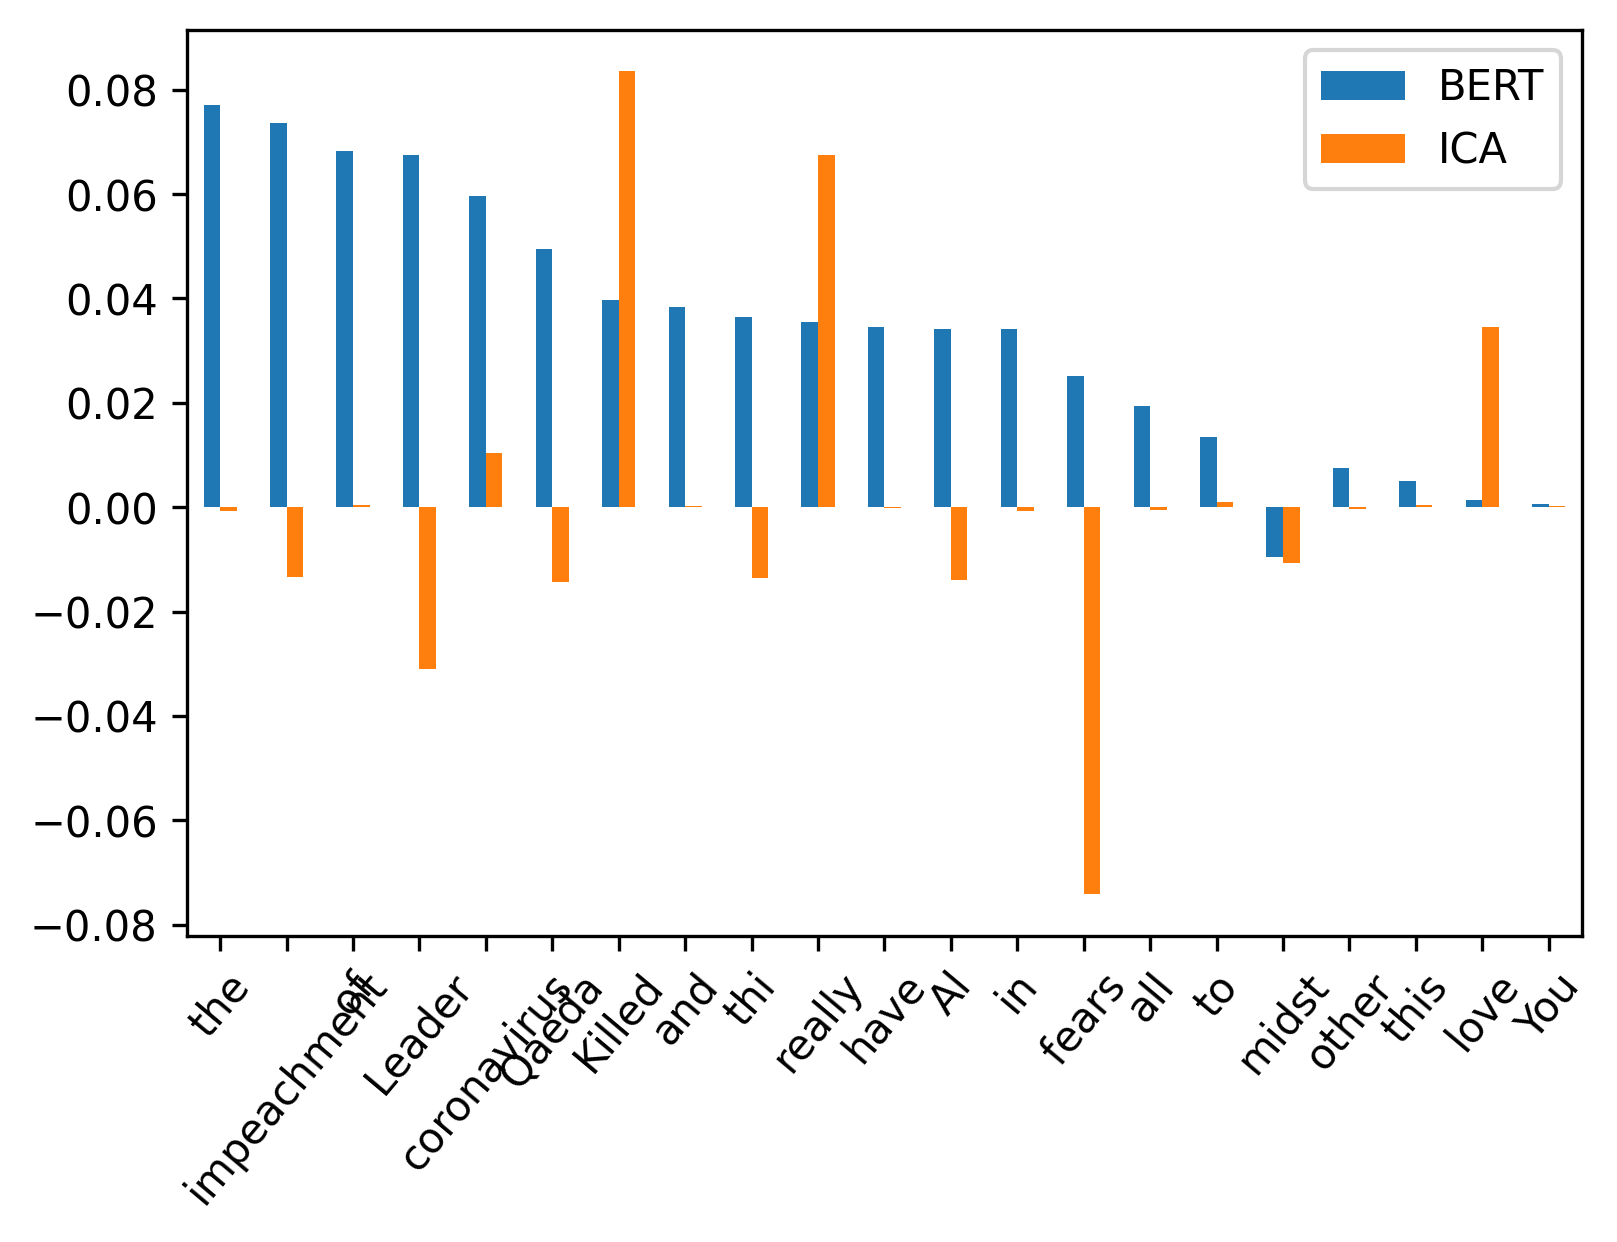 BERT
ICA
0.08
0.06
0.04
0.02
0.00
−0.02
−0.04
−0.06
−0.08
the
impeachment
of
Leader
coronavirus
Qaeda
Killed
and
thi
really
have
Al
in
fears
all
to
midst
other
this
love
You